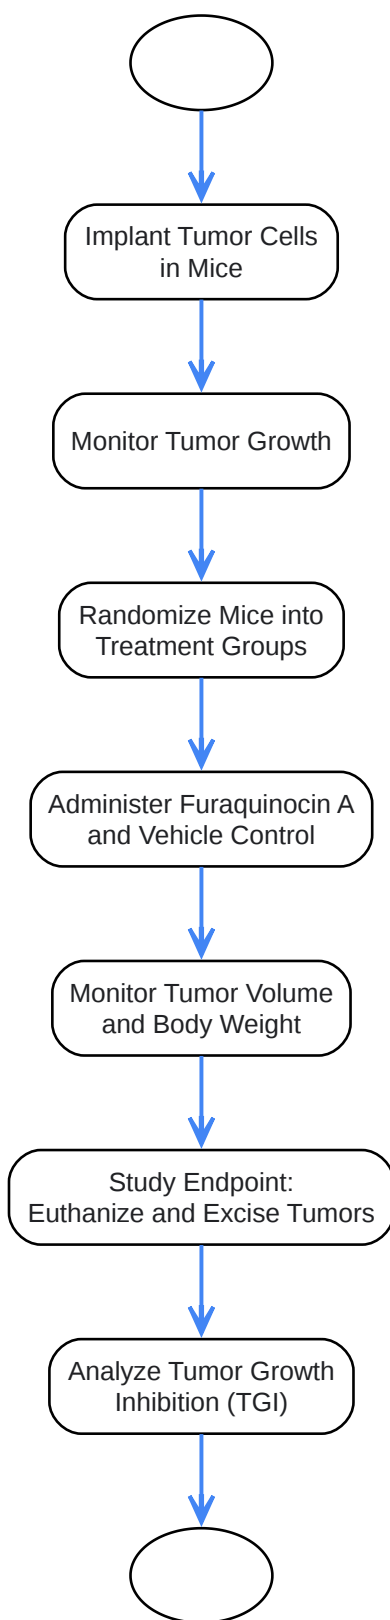 Implant Tumor Cells
in Mice
Monitor Tumor Growth
Randomize Mice into
Treatment Groups
Administer Furaquinocin A
and Vehicle Control
Monitor Tumor Volume
and Body Weight
Study Endpoint:
Euthanize and Excise Tumors
Analyze Tumor Growth
Inhibition (TGI)